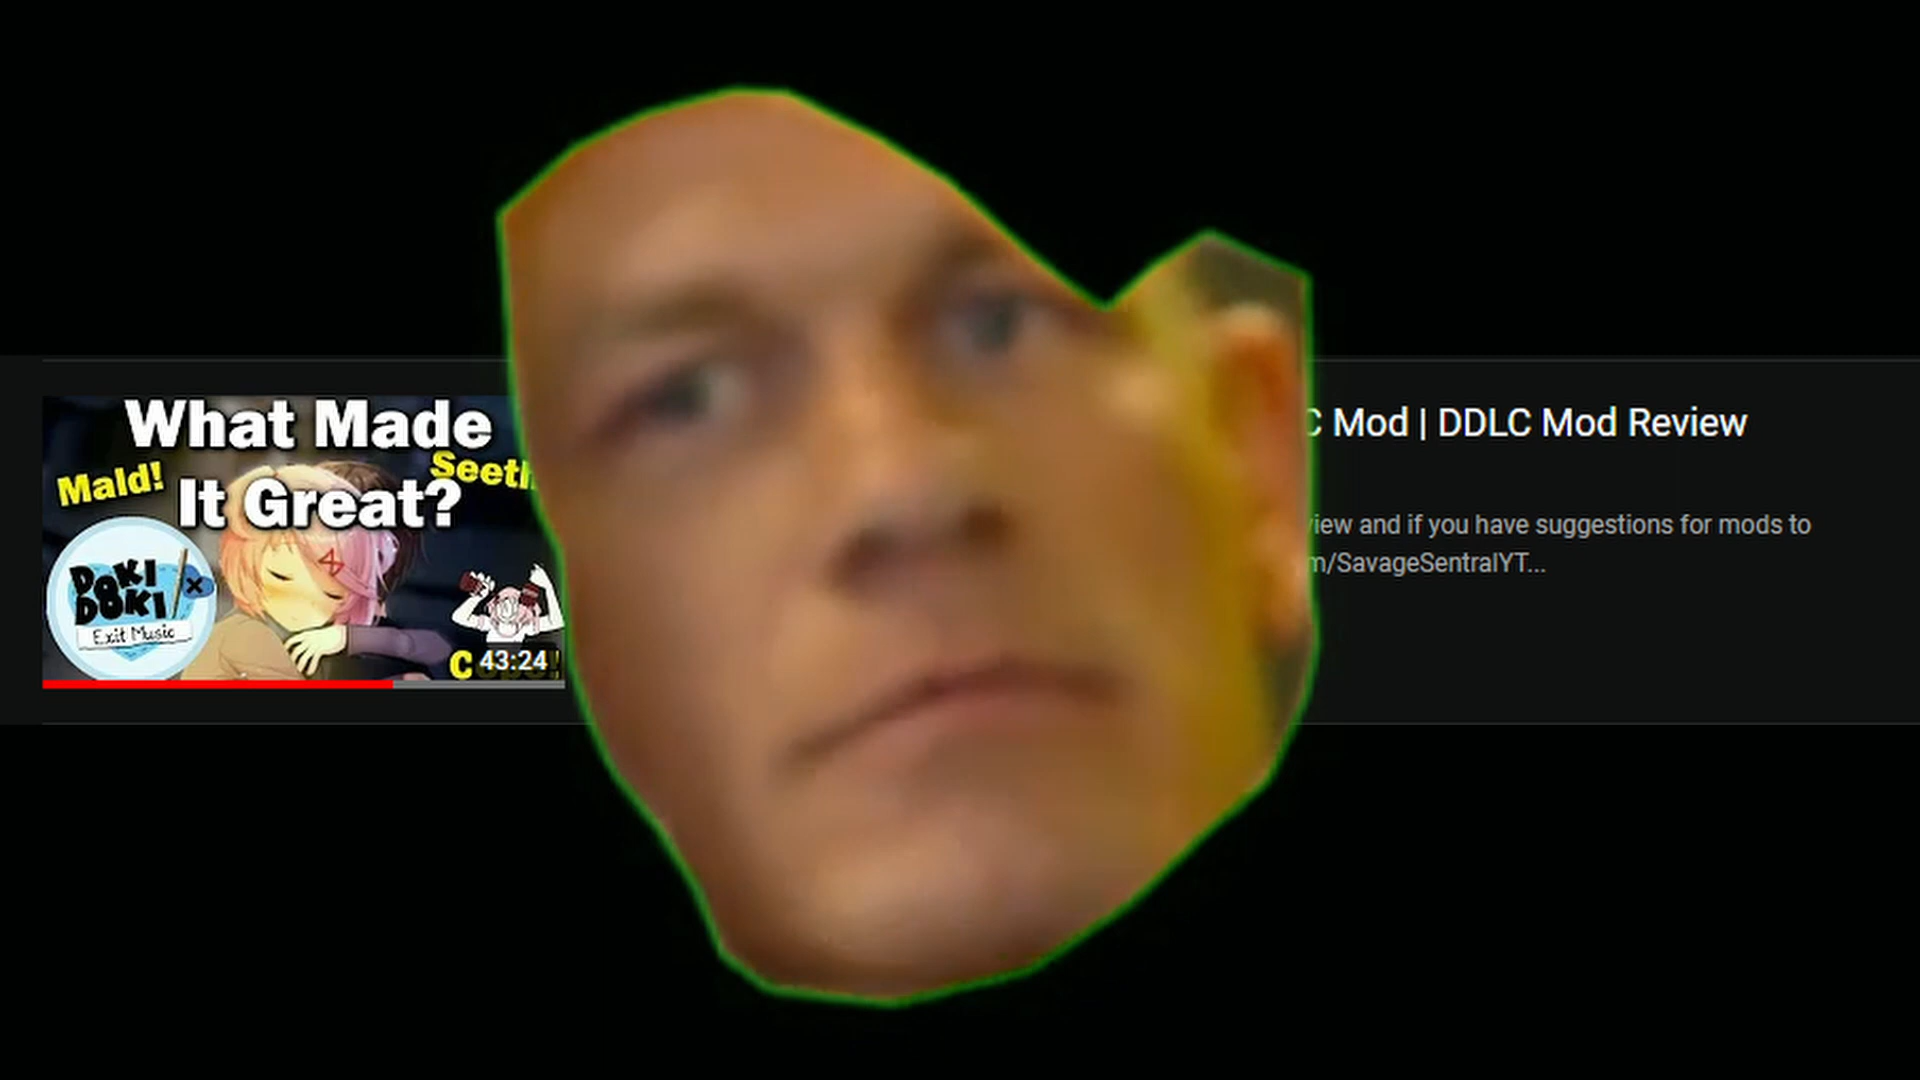 What Made
Mald!
It Great?
DOKI
DOKI
Exit Music
43:24
C Mod | DDLC Mod Review
view and if you have suggestions for mods to
m/SavageSentralYT...